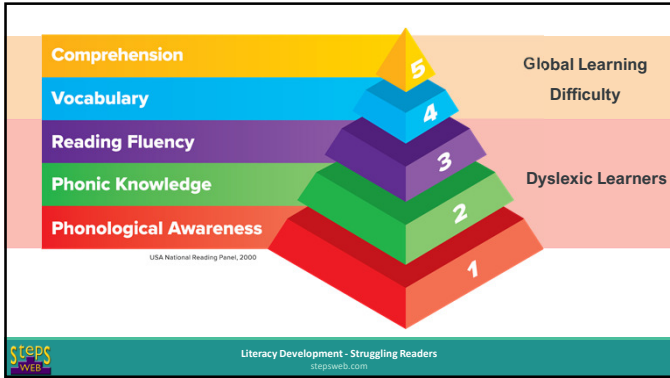 Comprehension
5
Global Learning
Difficulty
Vocabulary
4
Reading Fluency
3
Phonic Knowledge
2
Dyslexic Learners
Phonological Awareness
1
USA National Reading Panel, 2000
steps
WEB
Literacy Development - Struggling Readers
stepsweb.com